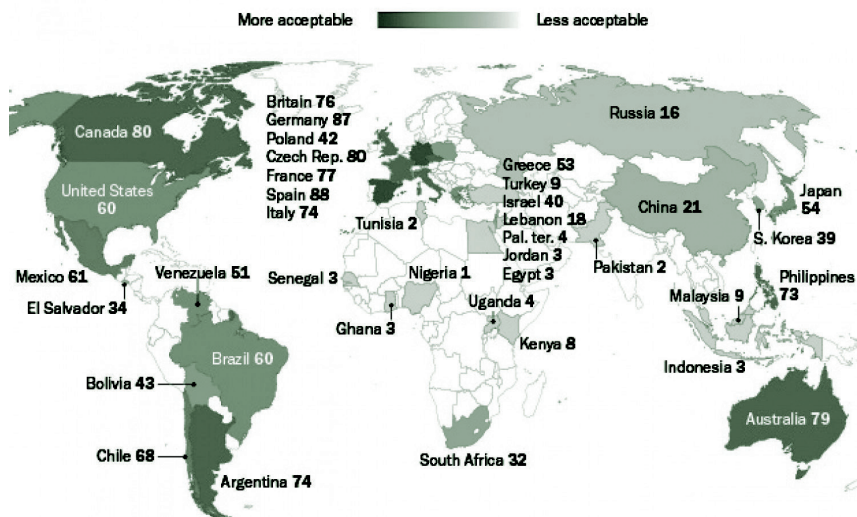 More acceptable Less acceptable
Britain 76
Germany 87
Poland 42
Czech Rep. 80
France 77
Spain 88
Italy 74
Canada 80
United States
60
Russia 16
Greece 53
Turkey 9
Israel 40
Lebanon 18
Pal. ter. 4
Jordan 3
Egypt 3
Tunisia 2
China 21
Japan
54
S. Korea 39
Mexico 61
Venezuela 51
El Salvador 34
Senegal 3
Nigeria 1
Uganda 4
Ghana 3
Kenya 8
Pakistan 2
Philippines
73
Malaysia 9
Indonesia 3
Brazil 60
Bolivia 43
Chile 68
Argentina 74
South Africa 32
Australia 79